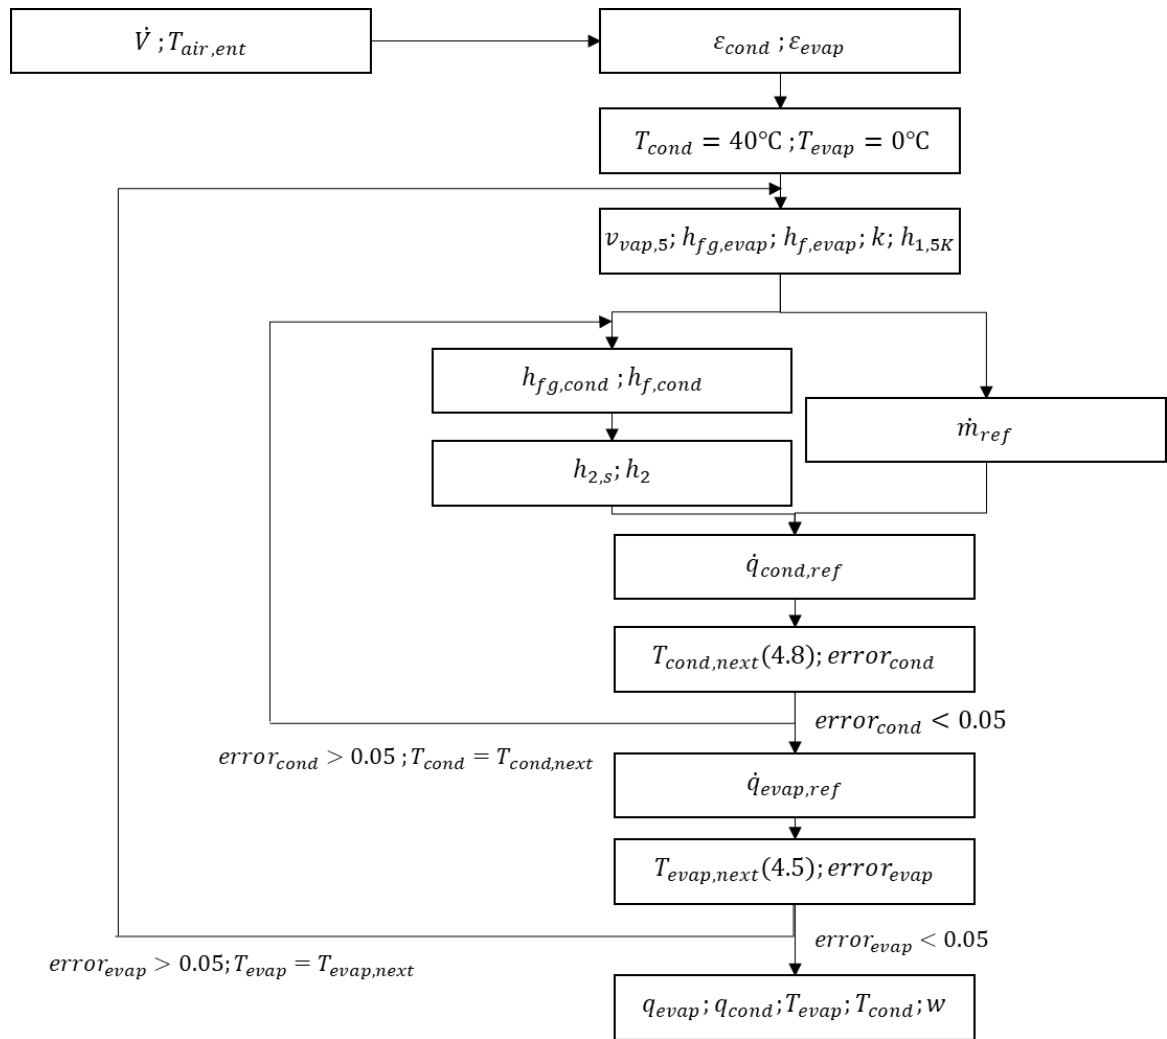 V̇ ; T_{air,ent}
ε_{cond} ; ε_{evap}
T_{cond} = 40°C ; T_{evap} = 0°C
v_{vap,5}; h_{fg,evap}; h_{f,evap}; k; h_{1,5K}
h_{fg,cond} ; h_{f,cond}
ṁ_{ref}
h_{2,s}; h_2
q̇_{cond,ref}
T_{cond,next}(4.8); error_{cond}
error_{cond} < 0.05
error_{cond} > 0.05 ; T_{cond} = T_{cond,next}
q̇_{evap,ref}
T_{evap,next}(4.5); error_{evap}
error_{evap} < 0.05
error_{evap} > 0.05; T_{evap} = T_{evap,next}
q_{evap}; q_{cond}; T_{evap}; T_{cond}; w